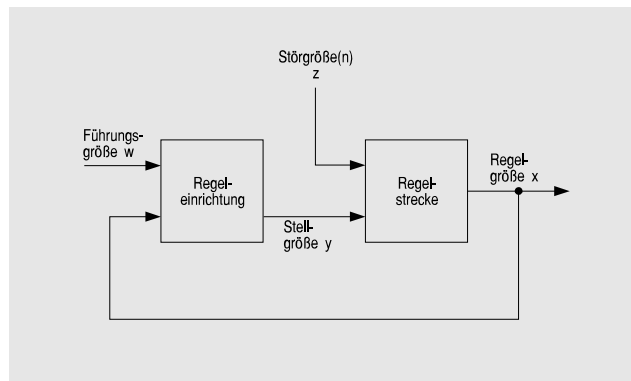 Störgröße(n)
z
Führungs-
größe w
Regel-
einrichtung
Stell-
größe y
Regel-
strecke
Regel-
größe x